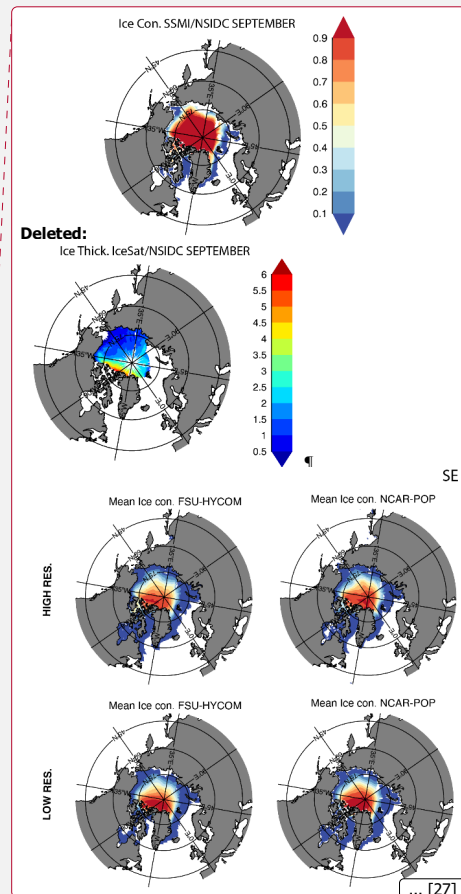 Ice Con. SSMI/NSIDC SEPTEMBER
0.9
0.8
0.7
0.6
0.5
0.4
0.3
0.2
0.1
Deleted:
Ice Thick. IceSat/NSIDC SEPTEMBER
6
5.5
5
4.5
4
3.5
3
2.5
2
1.5
1
0.5
¶
SE
Mean Ice con. FSU-HYCOM
Mean Ice con. NCAR-POP
HIGH RES.
Mean Ice con. FSU-HYCOM
Mean Ice con. NCAR-POP
LOW RES.
... [27]